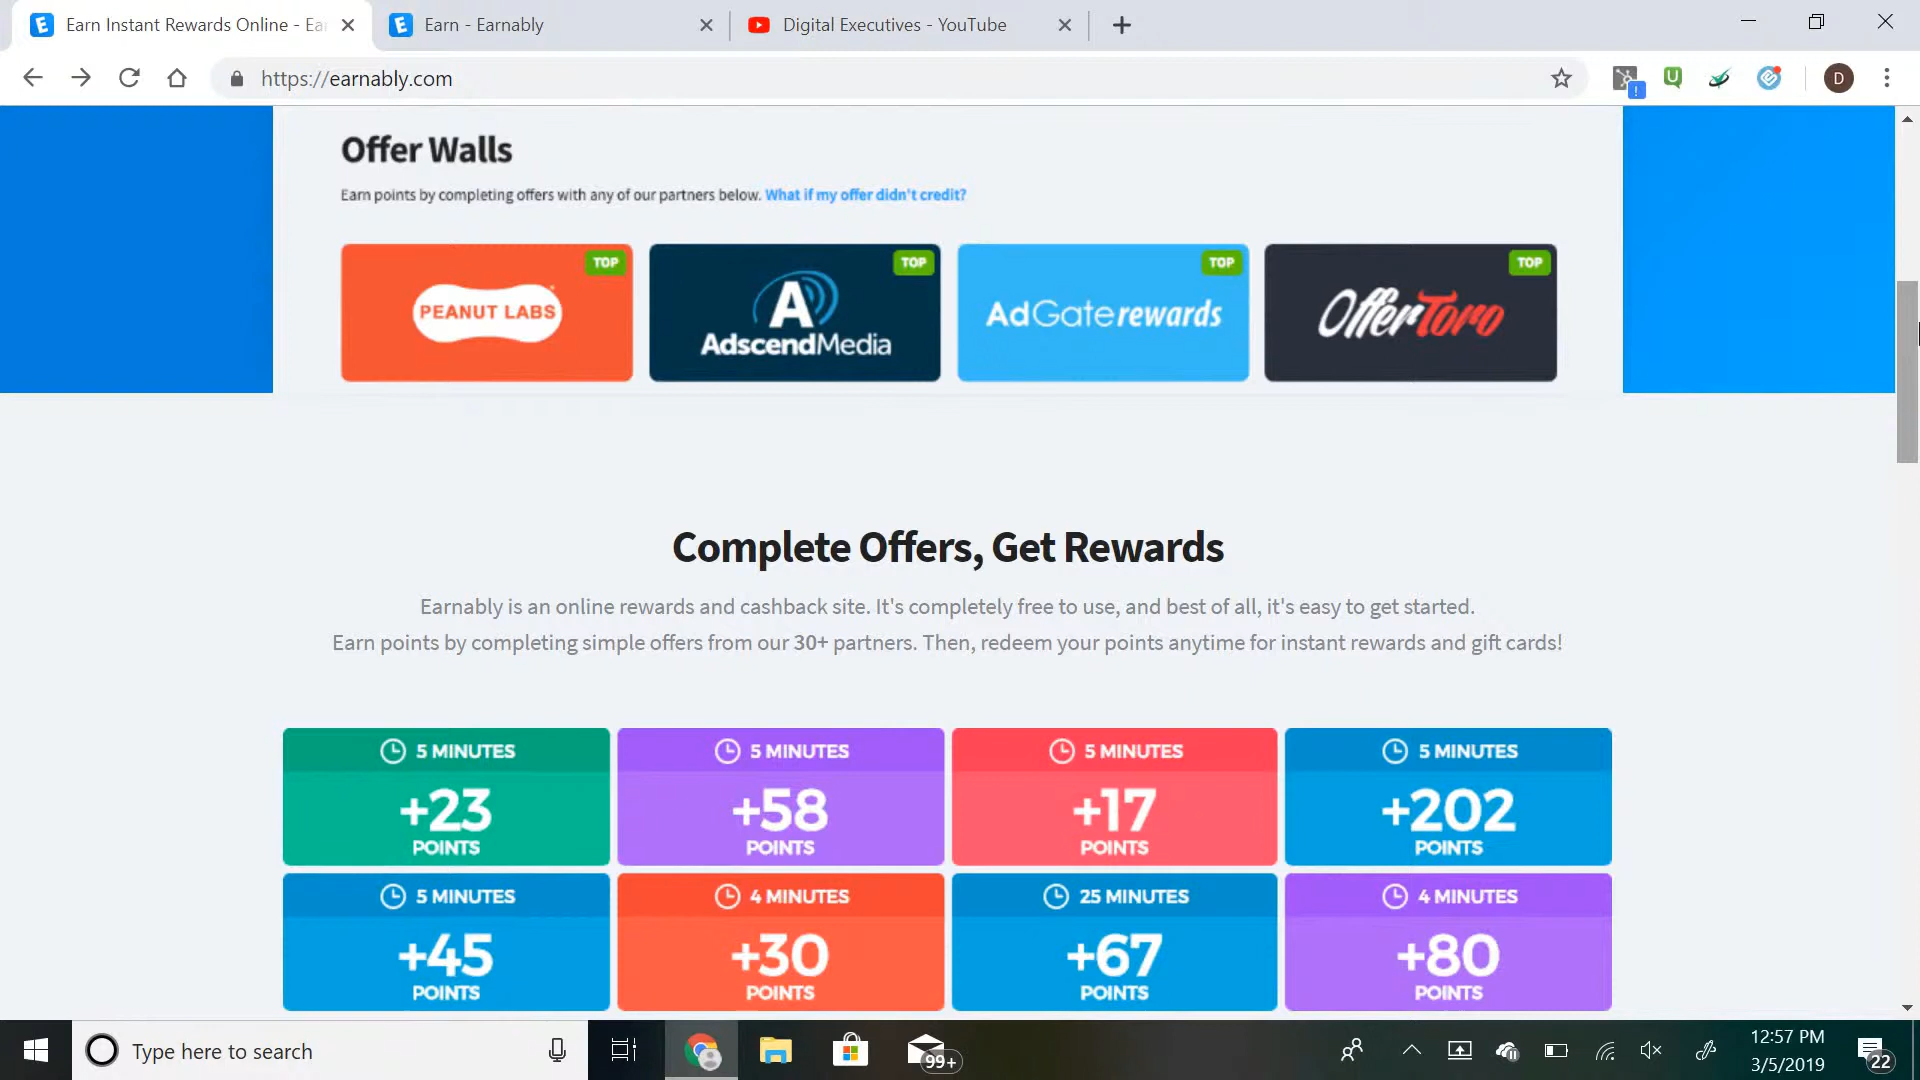 Earn Instant Rewards Online - Ea
Earn - Earnably
Digital Executives - YouTube
https://earnably.com
D
Offer Walls
Earn points by completing offers with any of our partners below. What if my offer didn't credit?
TOP
PEANUT LABS
TOP
AdscendMedia
TOP
AdGate rewards
TOP
OfferToro
Complete Offers, Get Rewards
Earnably is an online rewards and cashback site. It's completely free to use, and best of all, it's easy to get started.
Earn points by completing simple offers from our 30+ partners. Then, redeem your points anytime for instant rewards and gift cards!
5 MINUTES
+23
POINTS
5 MINUTES
+58
POINTS
5 MINUTES
+17
POINTS
5 MINUTES
+202
POINTS
5 MINUTES
+45
POINTS
4 MINUTES
+30
POINTS
25 MINUTES
+67
POINTS
4 MINUTES
+80
POINTS
Type here to search
99+
12:57 PM
3/5/2019
22